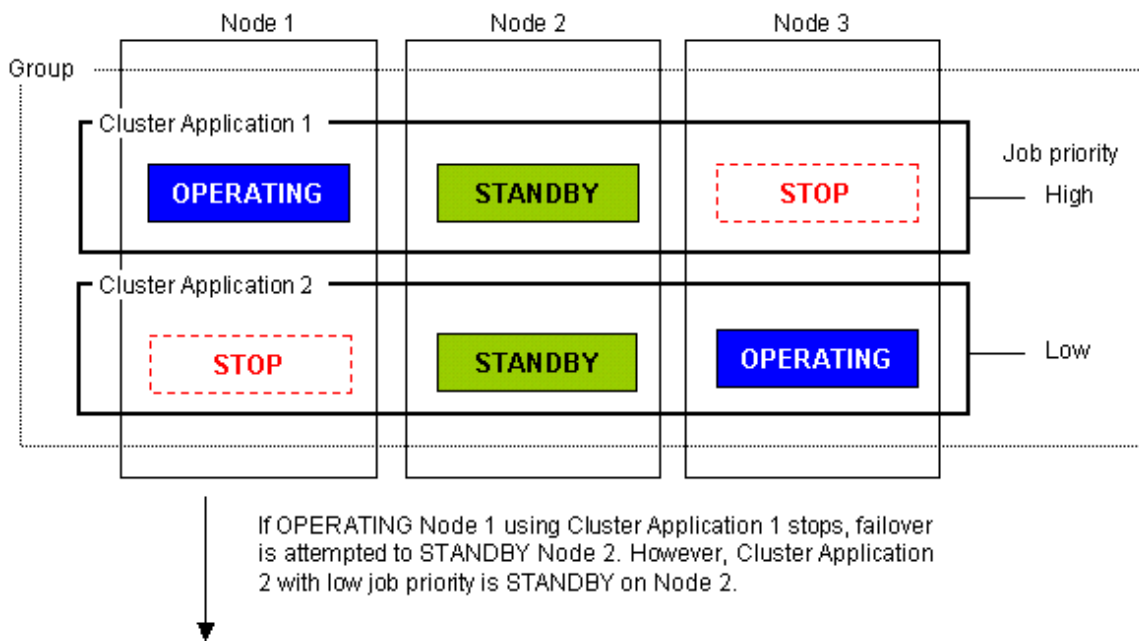 Node 1 Node 2 Node 3
Group
Cluster Application 1
Job priority
OPERATING STANDBY STOP High
Cluster Application 2
STOP STANDBY OPERATING Low
If OPERATING Node 1 using Cluster Application 1 stops, failover
is attempted to STANDBY Node 2. However, Cluster Application
2 with low job priority is STANDBY on Node 2.